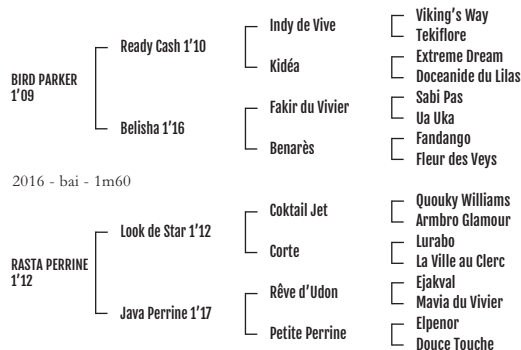 BIRD PARKER
1’09
Ready Cash 1’10
Indy de Vive
Viking’s Way
Tekiflore
Kidéa
Extreme Dream
Doceanide du Lilas
Belisha 1’16
Fakir du Vivier
Sabi Pas
Ua Uka
Benarès
Fandango
Fleur des Veys
2016 - bai - 1m60
RASTA PERRINE
1’12
Look de Star 1’12
Coktail Jet
Quouky Williams
Armbro Glamour
Corte
Lurabo
La Ville au Clerc
Java Perrine 1’17
Rêve d’Udon
Ejakval
Mavia du Vivier
Petite Perrine
Elpenor
Douce Touche